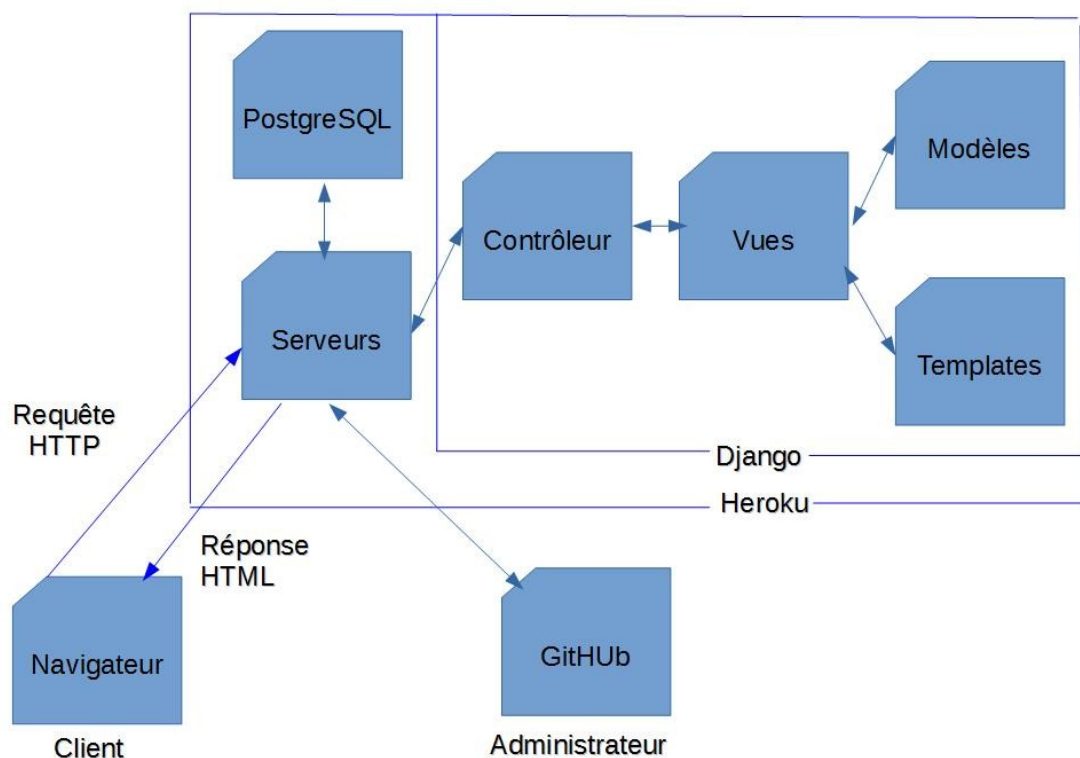 PostgreSQL
Modèles
Contrôleur
Vues
Serveurs
Templates
Requête
HTTP
Django
Heroku
Réponse
HTML
Navigateur
GitHUb
Client
Administrateur